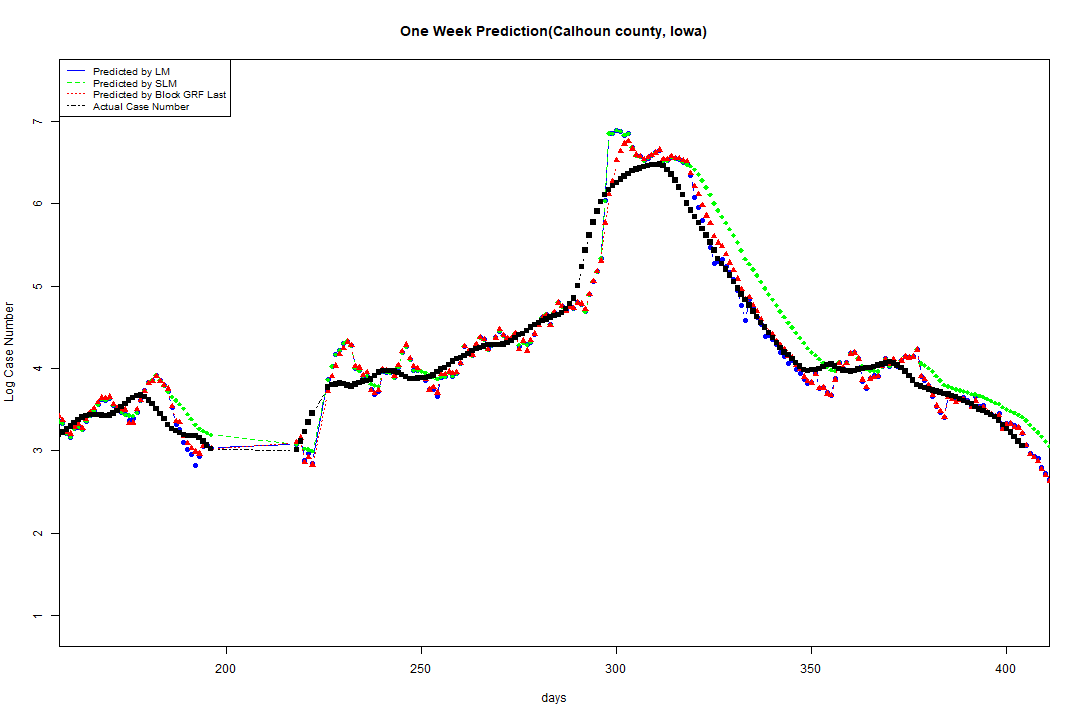 One Week Prediction(Calhoun county, Iowa)
Predicted by LM
Predicted by SLM
Predicted by Block GRF Last
Actual Case Number
Log Case Number
7
6
5
4
3
2
1
200 250 300 350 400
days